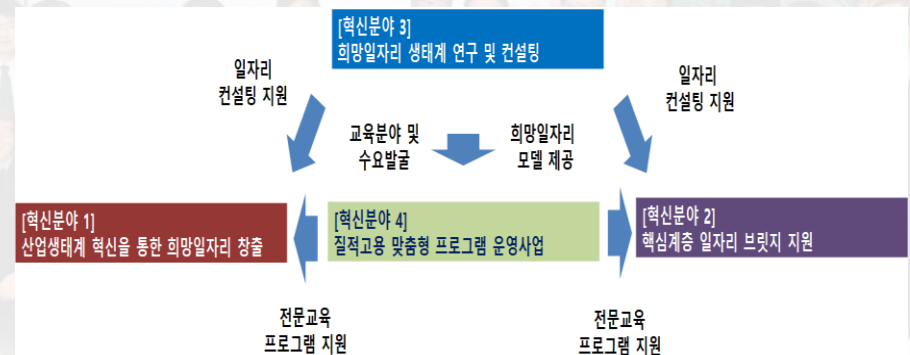 [혁신분야 3]
희망일자리 생태계 연구 및 컨설팅
일자리
컨설팅 지원
일자리
컨설팅 지원
교육분야 및
수요발굴
희망일자리
모델 제공
[혁신분야 1]
산업생태계 혁신을 통한 희망일자리 창출
[혁신분야 4]
질적고용 맞춤형 프로그램 운영사업
[혁신분야 2]
핵심계층 일자리 브릿지 지원
전문교육
프로그램 지원
전문교육
프로그램 지원